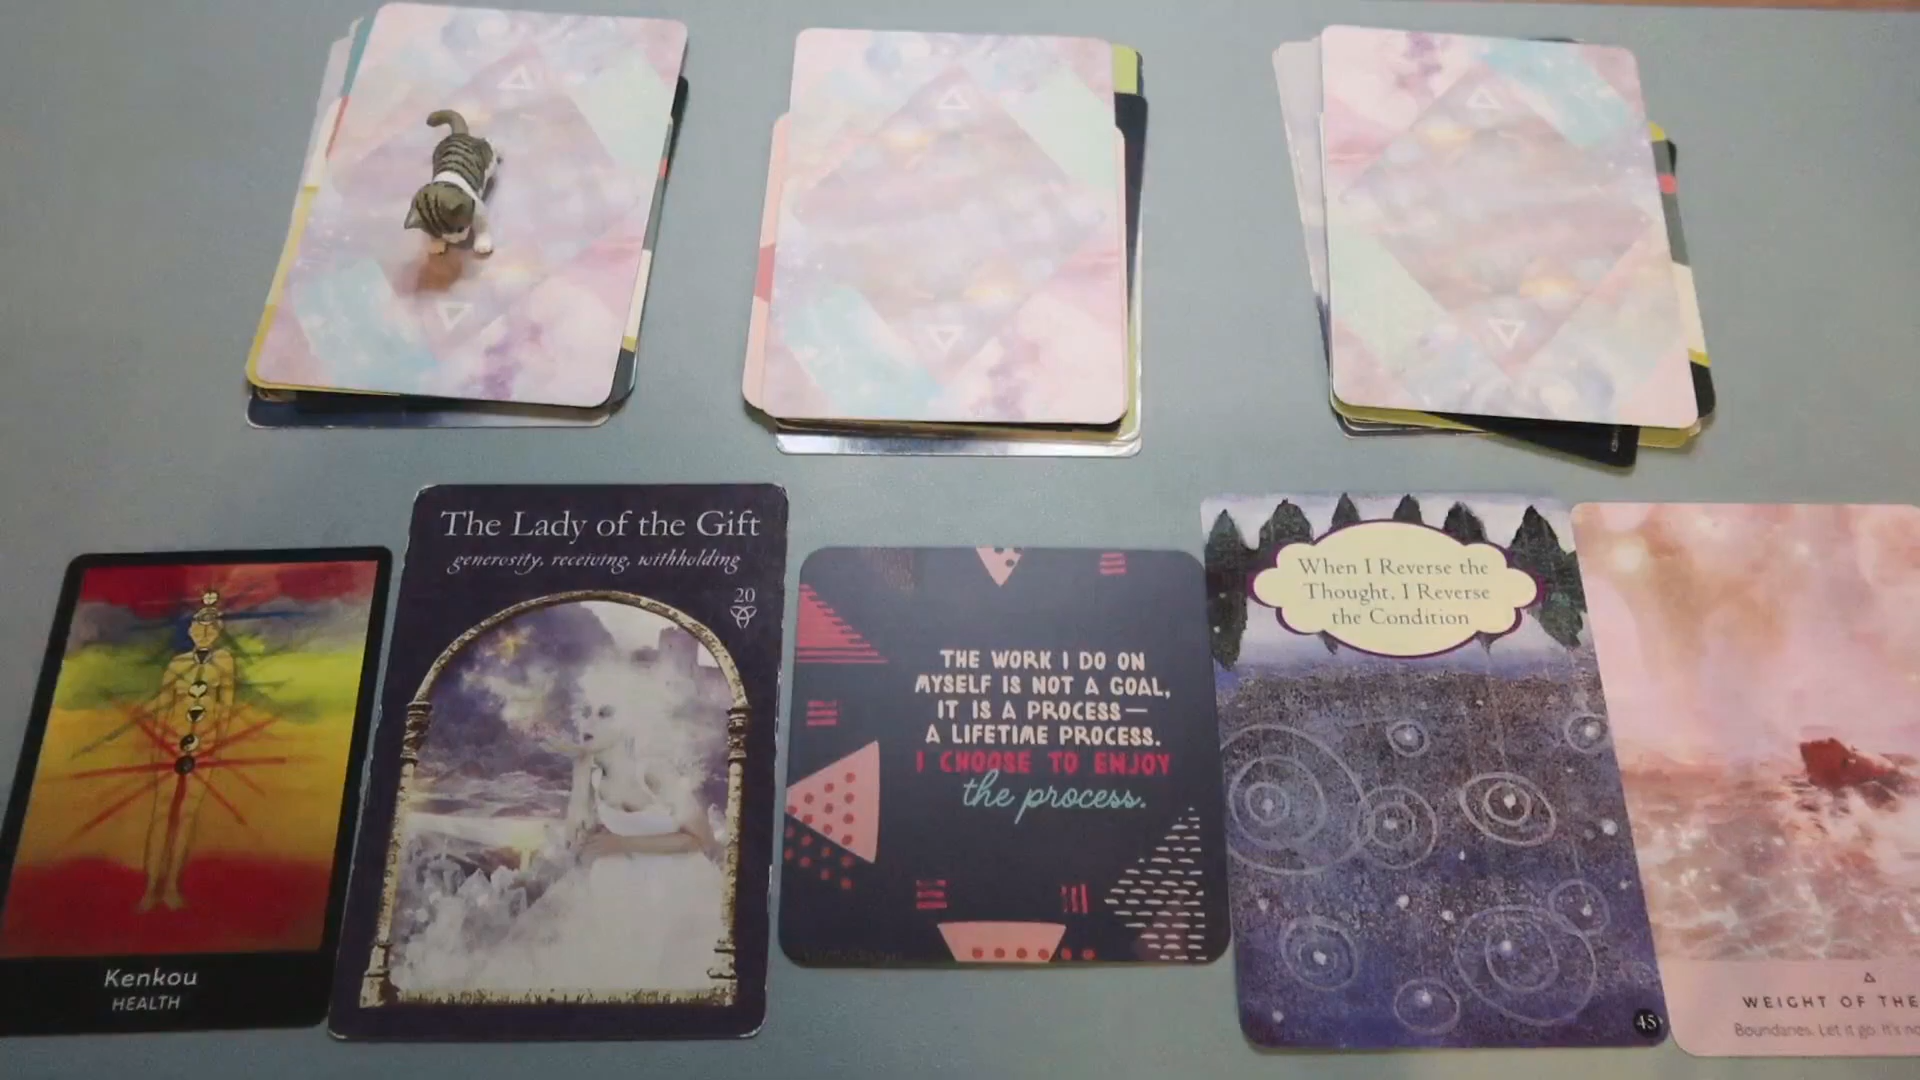 Kenkou
HEALTH
The Lady of the Gift
generosity, receiving, withholding
20
THE WORK I DO ON
MYSELF IS NOT A GOAL,
IT IS A PROCESS—
A LIFETIME PROCESS.
I CHOOSE TO ENJOY
the process.
When I Reverse the
Thought, I Reverse
the Condition
45
WEIGHT OF THE
Boundaries. Let it go. It's